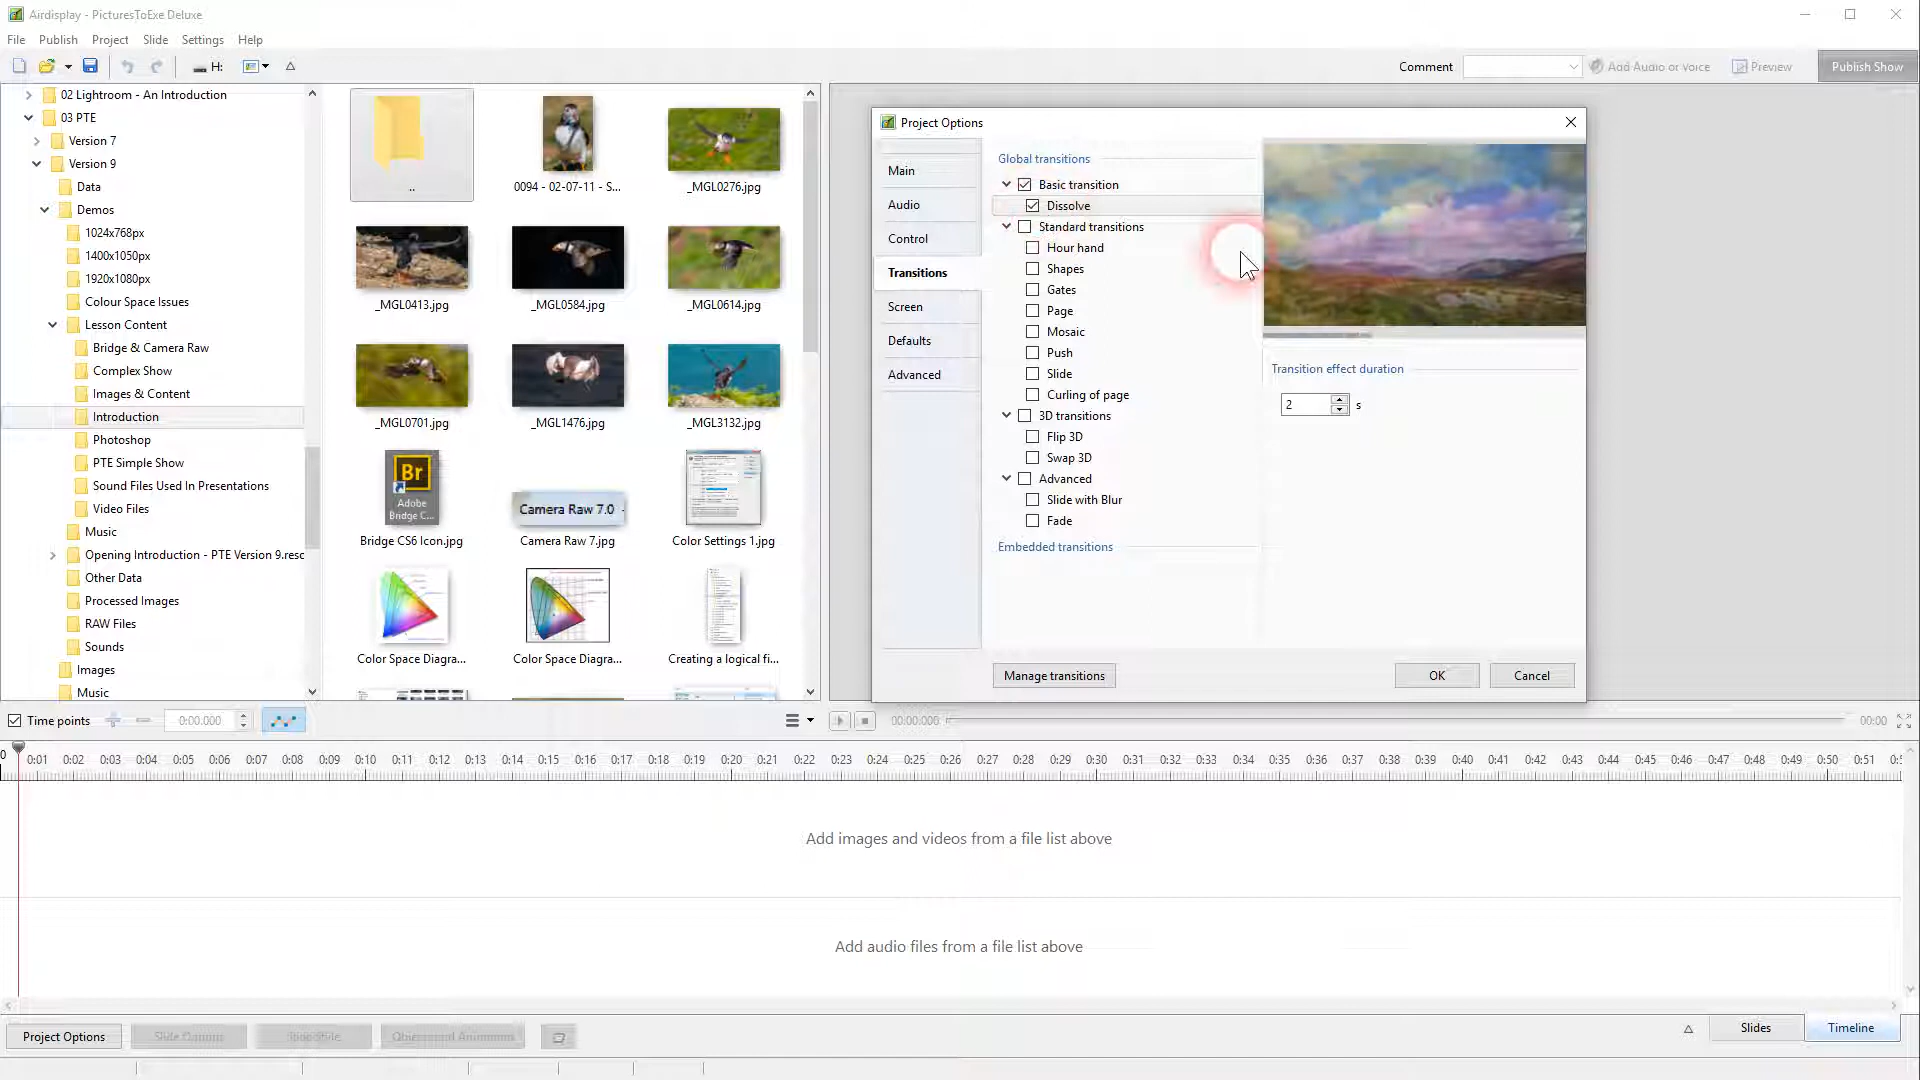 Airdisplay - PicturesToExe Deluxe
File Publish Project Slide Settings Help
H:
Comment
Add Audio or Voice
Preview
Publish Show
02 Lightroom - An Introduction
03 PTE
Version 7
Version 9
Data
Demos
1024x768px
1400x1050px
1920x1080px
Colour Space Issues
Lesson Content
Bridge & Camera Raw
Complex Show
Images & Content
Introduction
Photoshop
PTE Simple Show
Sound Files Used In Presentations
Video Files
Music
Opening Introduction - PTE Version 9.resc
Other Data
Processed Images
RAW Files
Sounds
Images
Music
..
0094 - 02-07-11 - S...
_MGL0276.jpg
_MGL0413.jpg
_MGL0584.jpg
_MGL0614.jpg
_MGL0701.jpg
_MGL1476.jpg
_MGL3132.jpg
Br
Adobe
Bridge C...
Camera Raw 7.0 -
Bridge CS6 Icon.jpg
Camera Raw 7.jpg
Color Settings 1.jpg
Color Space Diagra...
Color Space Diagra...
Creating a logical fi...
Project Options
Main
Audio
Control
Transitions
Screen
Defaults
Advanced
Global transitions
Basic transition
Dissolve
Standard transitions
Hour hand
Shapes
Gates
Page
Mosaic
Push
Slide
Curling of page
3D transitions
Flip 3D
Swap 3D
Advanced
Slide with Blur
Fade
Embedded transitions
Transition effect duration
2 s
Manage transitions
OK
Cancel
Time points
0:00.000
00:00.000
00:00
0 0:01 0:02 0:03 0:04 0:05 0:06 0:07 0:08 0:09 0:10 0:11 0:12 0:13 0:14 0:15 0:16 0:17 0:18 0:19 0:20 0:21 0:22 0:23 0:24 0:25 0:26 0:27 0:28 0:29 0:30 0:31 0:32 0:33 0:34 0:35 0:36 0:37 0:38 0:39 0:40 0:41 0:42 0:43 0:44 0:45 0:46 0:47 0:48 0:49 0:50 0:51
Add images and videos from a file list above
Add audio files from a file list above
Project Options
Slides
Timeline